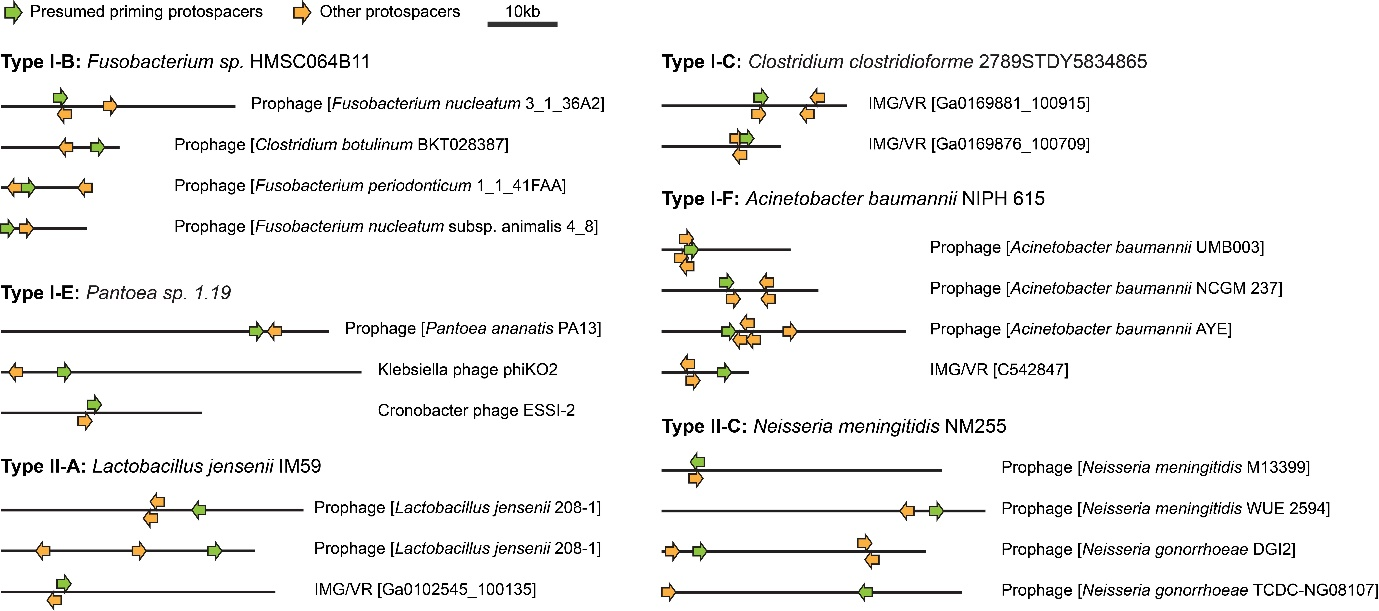 Presumed priming protospacers
Other protospacers
10kb
Type I-B: Fusobacterium sp. HMSC064B11
Prophage [Fusobacterium nucleatum 3_1_36A2]
Prophage [Clostridium botulinum BKT028387]
Prophage [Fusobacterium periodonticum 1_1_41FAA]
Prophage [Fusobacterium nucleatum subsp. animalis 4_8]
Type I-E: Pantoea sp. 1.19
Prophage [Pantoea ananatis PA13]
Klebsiella phage phiKO2
Cronobacter phage ESSI-2
Type II-A: Lactobacillus jensenii IM59
Prophage [Lactobacillus jensenii 208-1]
Prophage [Lactobacillus jensenii 208-1]
IMG/VR [Ga0102545_100135]
Type I-C: Clostridium clostridioforme 2789STDY5834865
IMG/VR [Ga0169881_100915]
IMG/VR [Ga0169876_100709]
Type I-F: Acinetobacter baumannii NIPH 615
Prophage [Acinetobacter baumannii UMB003]
Prophage [Acinetobacter baumannii NCGM 237]
Prophage [Acinetobacter baumannii AYE]
IMG/VR [C542847]
Type II-C: Neisseria meningitidis NM255
Prophage [Neisseria meningitidis M13399]
Prophage [Neisseria meningitidis WUE 2594]
Prophage [Neisseria gonorrhoeae DGI2]
Prophage [Neisseria gonorrhoeae TCDC-NG08107]